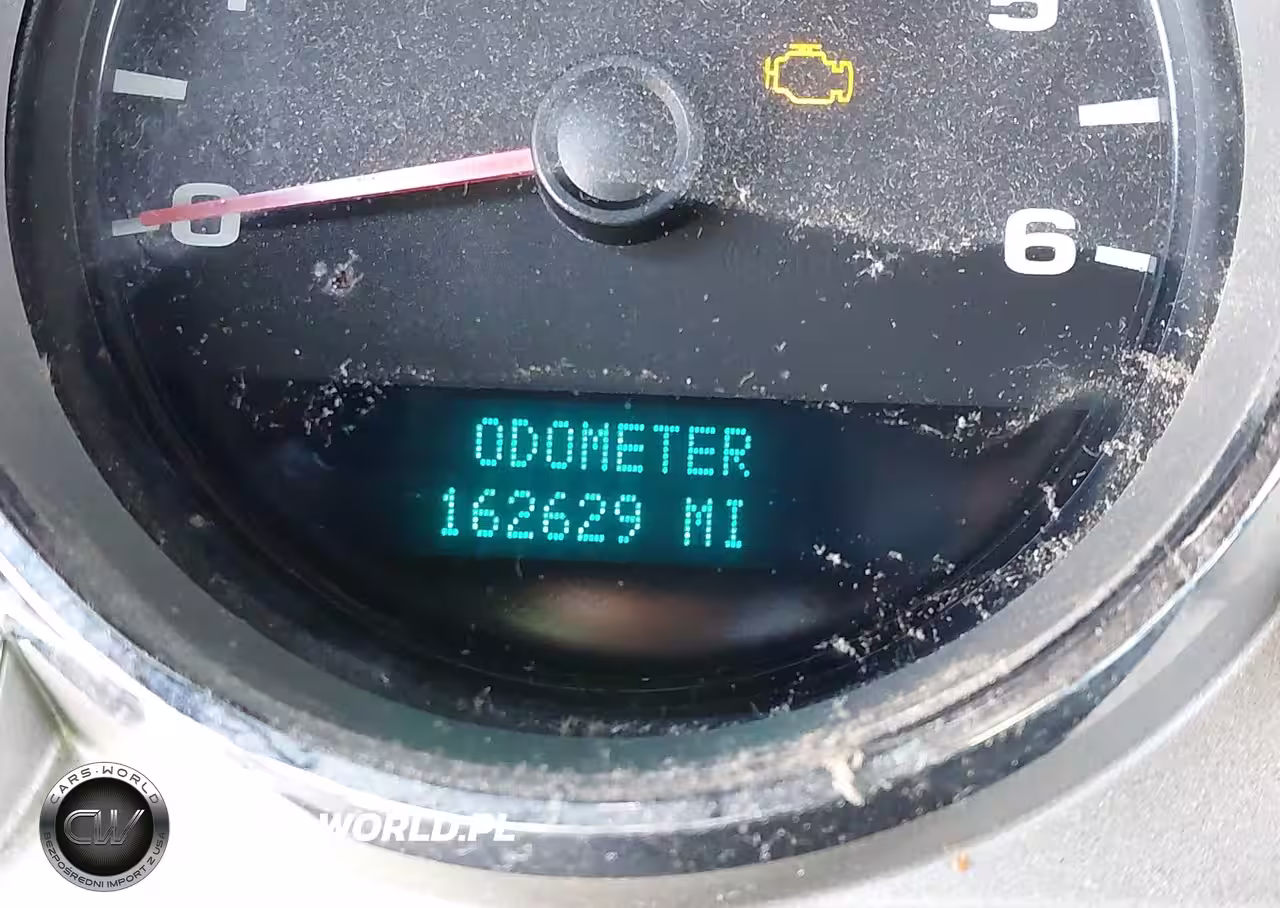 5
0
6
ODOMETER
162629 MI
CARS-WORLD
CW
BEZPOŚREDNI IMPORT Z USA
WORLD.PL